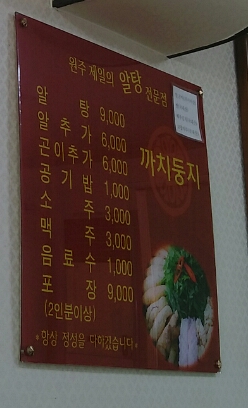 원주 제일의 알탕 전문점
알 탕 9,000
알 추 가 6,000
곤이추가 6,000
공 기 밥 1,000
소 주 3,000
맥 주 3,000
음 료 수 1,000
포 장 9,000
(2인분이상)
까치둥지
*항상 정성을 다하겠습니다*